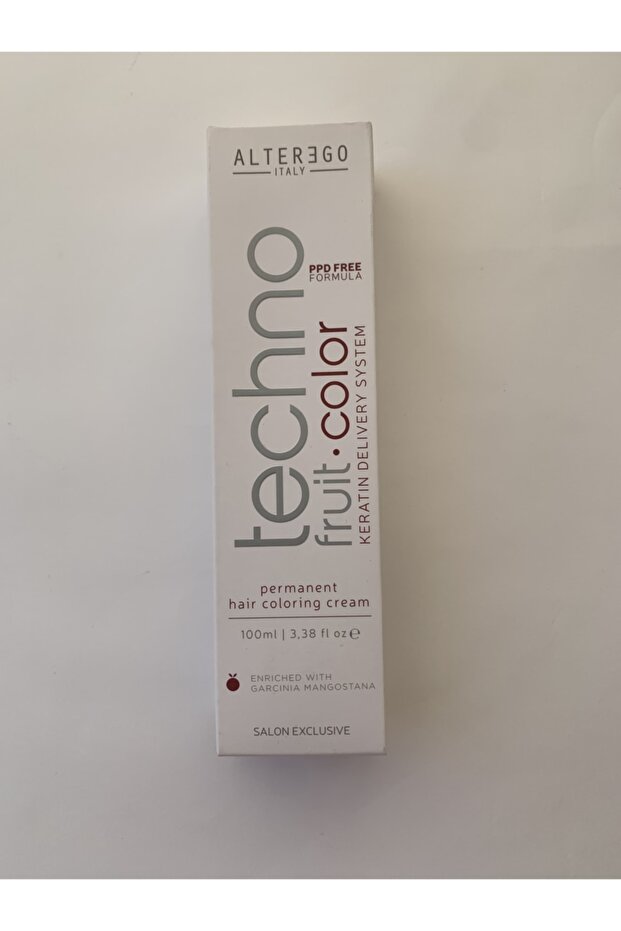 ALTERƎGO
ITALY
techno
fruit · color
PPD FREE
FORMULA
KERATIN DELIVERY SYSTEM
permanent
hair coloring cream
100ml | 3,38 fl oz ℮
ENRICHED WITH
GARCINIA MANGOSTANA
SALON EXCLUSIVE